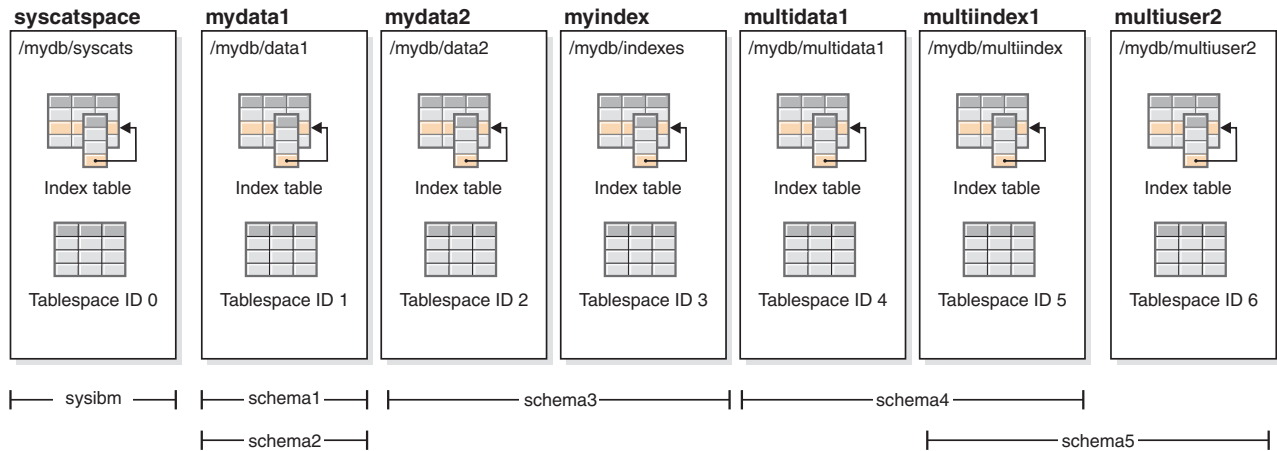 syscatspace
mydata1
mydata2
myindex
multidata1
multiindex1
multiuser2
/mydb/syscats
/mydb/data1
/mydb/data2
/mydb/indexes
/mydb/multidata1
/mydb/multiindex
/mydb/multiuser2
Index table
Index table
Index table
Index table
Index table
Index table
Index table
Tablespace ID 0
Tablespace ID 1
Tablespace ID 2
Tablespace ID 3
Tablespace ID 4
Tablespace ID 5
Tablespace ID 6
sysibm
schema1
schema3
schema4
schema2
schema5